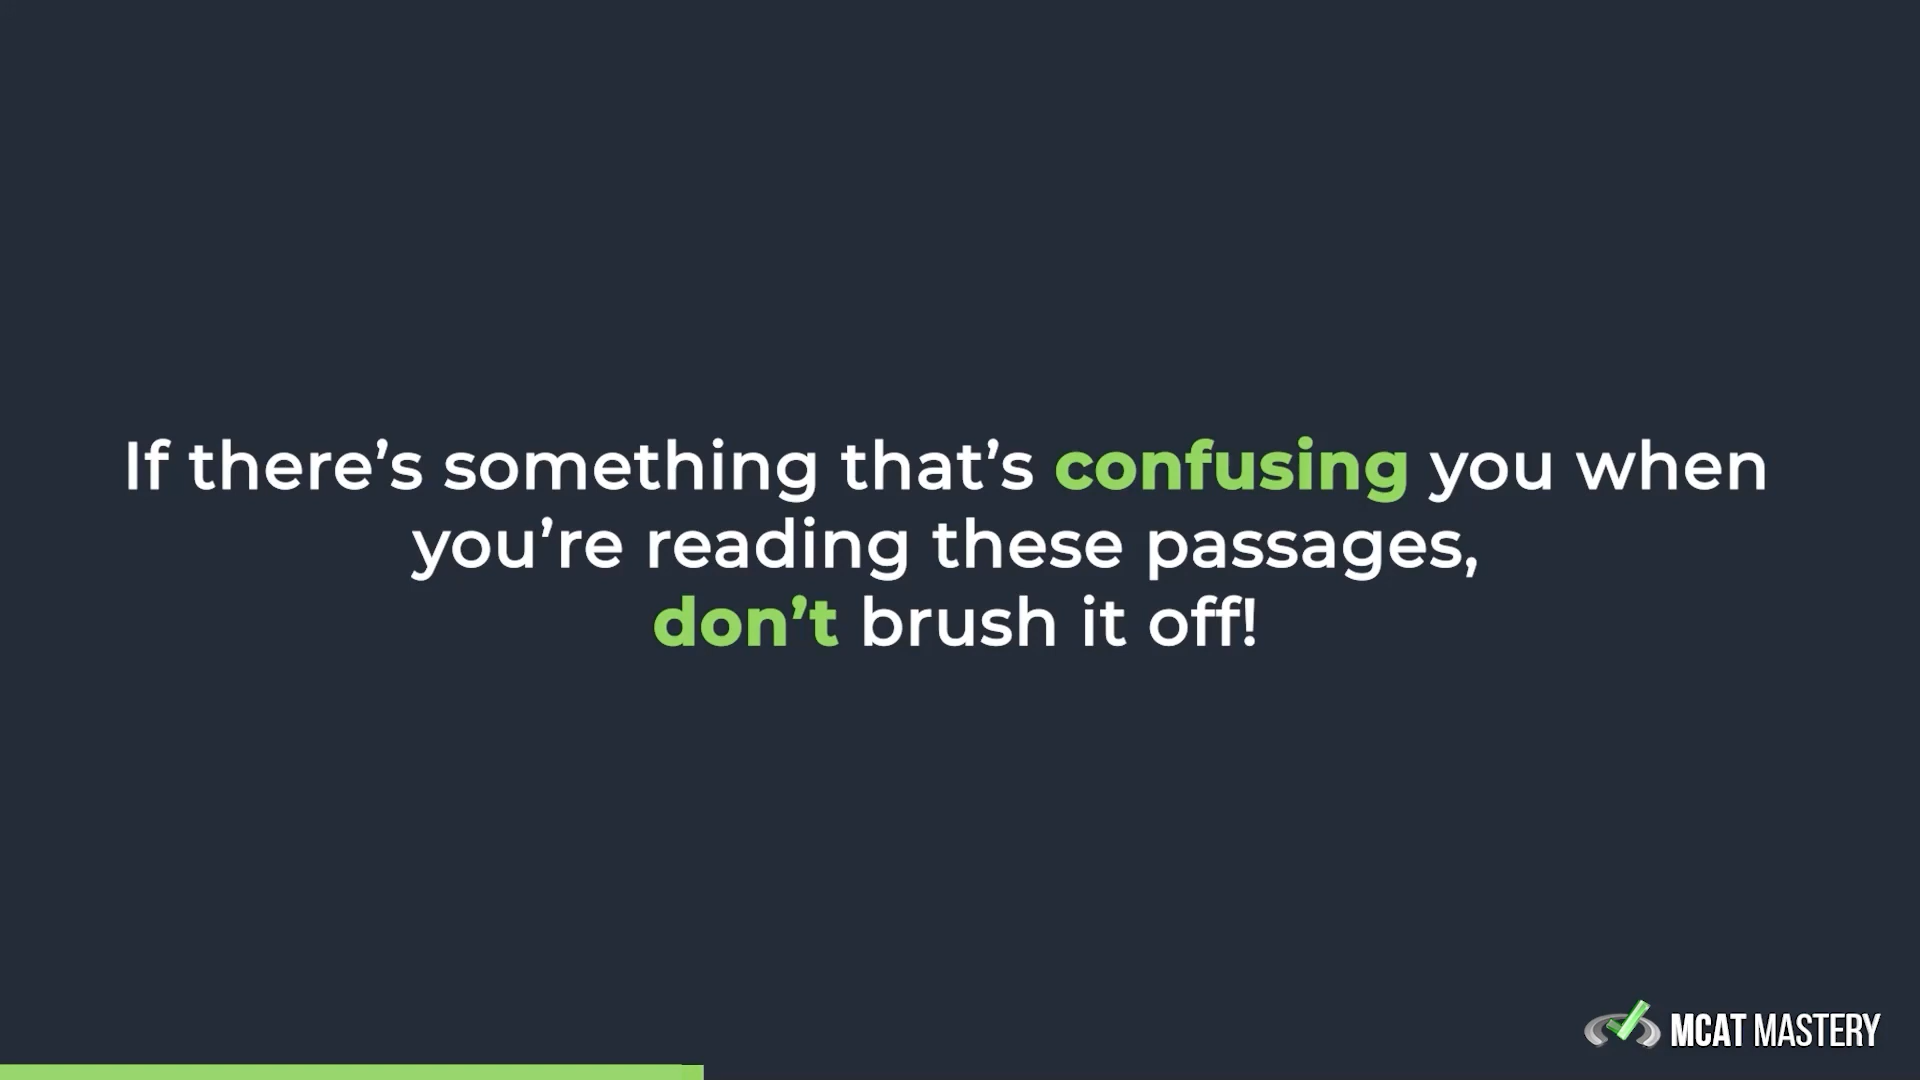 If there’s something that’s confusing you when
you’re reading these passages,
don’t brush it off!
MCAT MASTERY